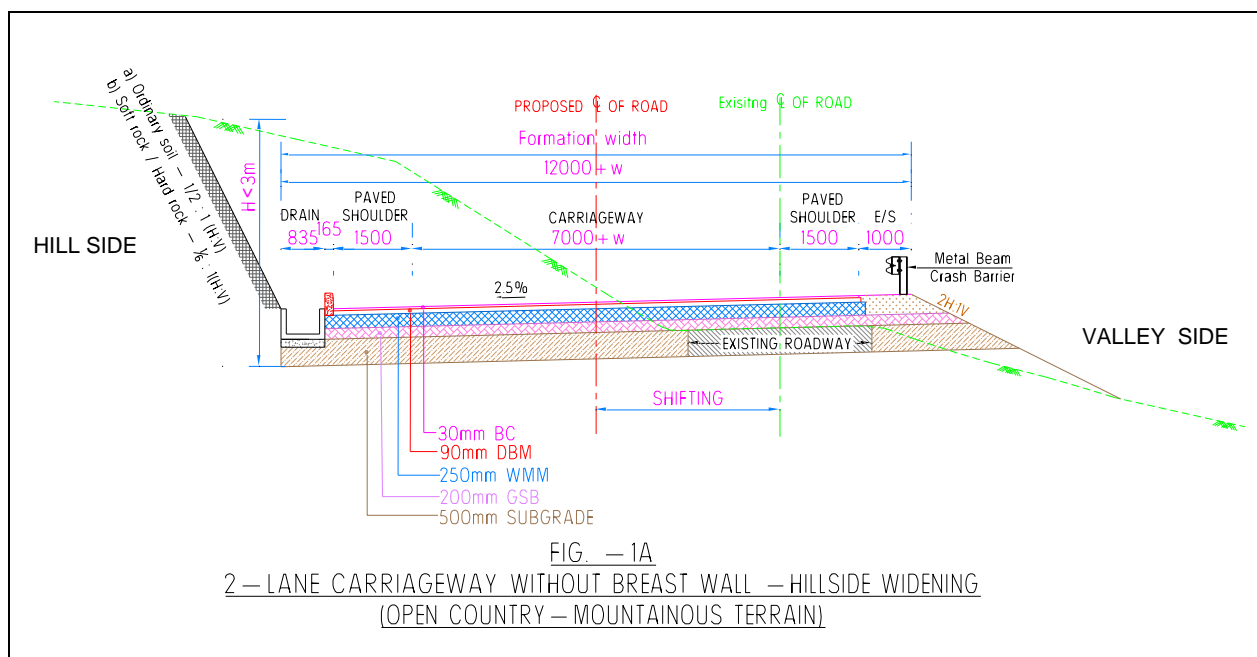 a) Ordinary soil – 1/2 : 1 (H:V)
b) Soft rock / Hard rock – ⅙ : 1(H:V)
PROPOSED ℄ OF ROAD
Exisitng ℄ OF ROAD
Formation width
12000+w
H<3m
DRAIN
835
165
PAVED
SHOULDER
1500
CARRIAGEWAY
7000+w
PAVED
SHOULDER
1500
E/S
1000
HILL SIDE
Metal Beam
Crash Barrier
2.5%
2H:1V
VALLEY SIDE
EXISTING ROADWAY
SHIFTING
30mm BC
90mm DBM
250mm WMM
200mm GSB
500mm SUBGRADE
FIG. – 1A
2 – LANE CARRIAGEWAY WITHOUT BREAST WALL – HILLSIDE WIDENING
(OPEN COUNTRY – MOUNTAINOUS TERRAIN)